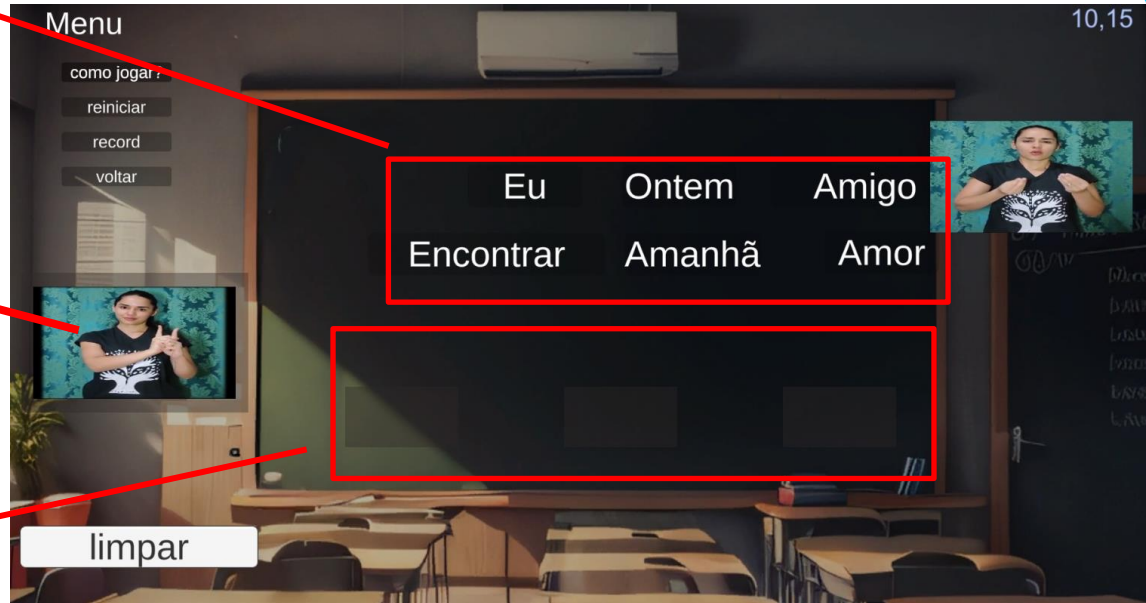 Menu
10,15
como jogar?
reiniciar
record
voltar
Eu Ontem Amigo
Encontrar Amanhã Amor
limpar